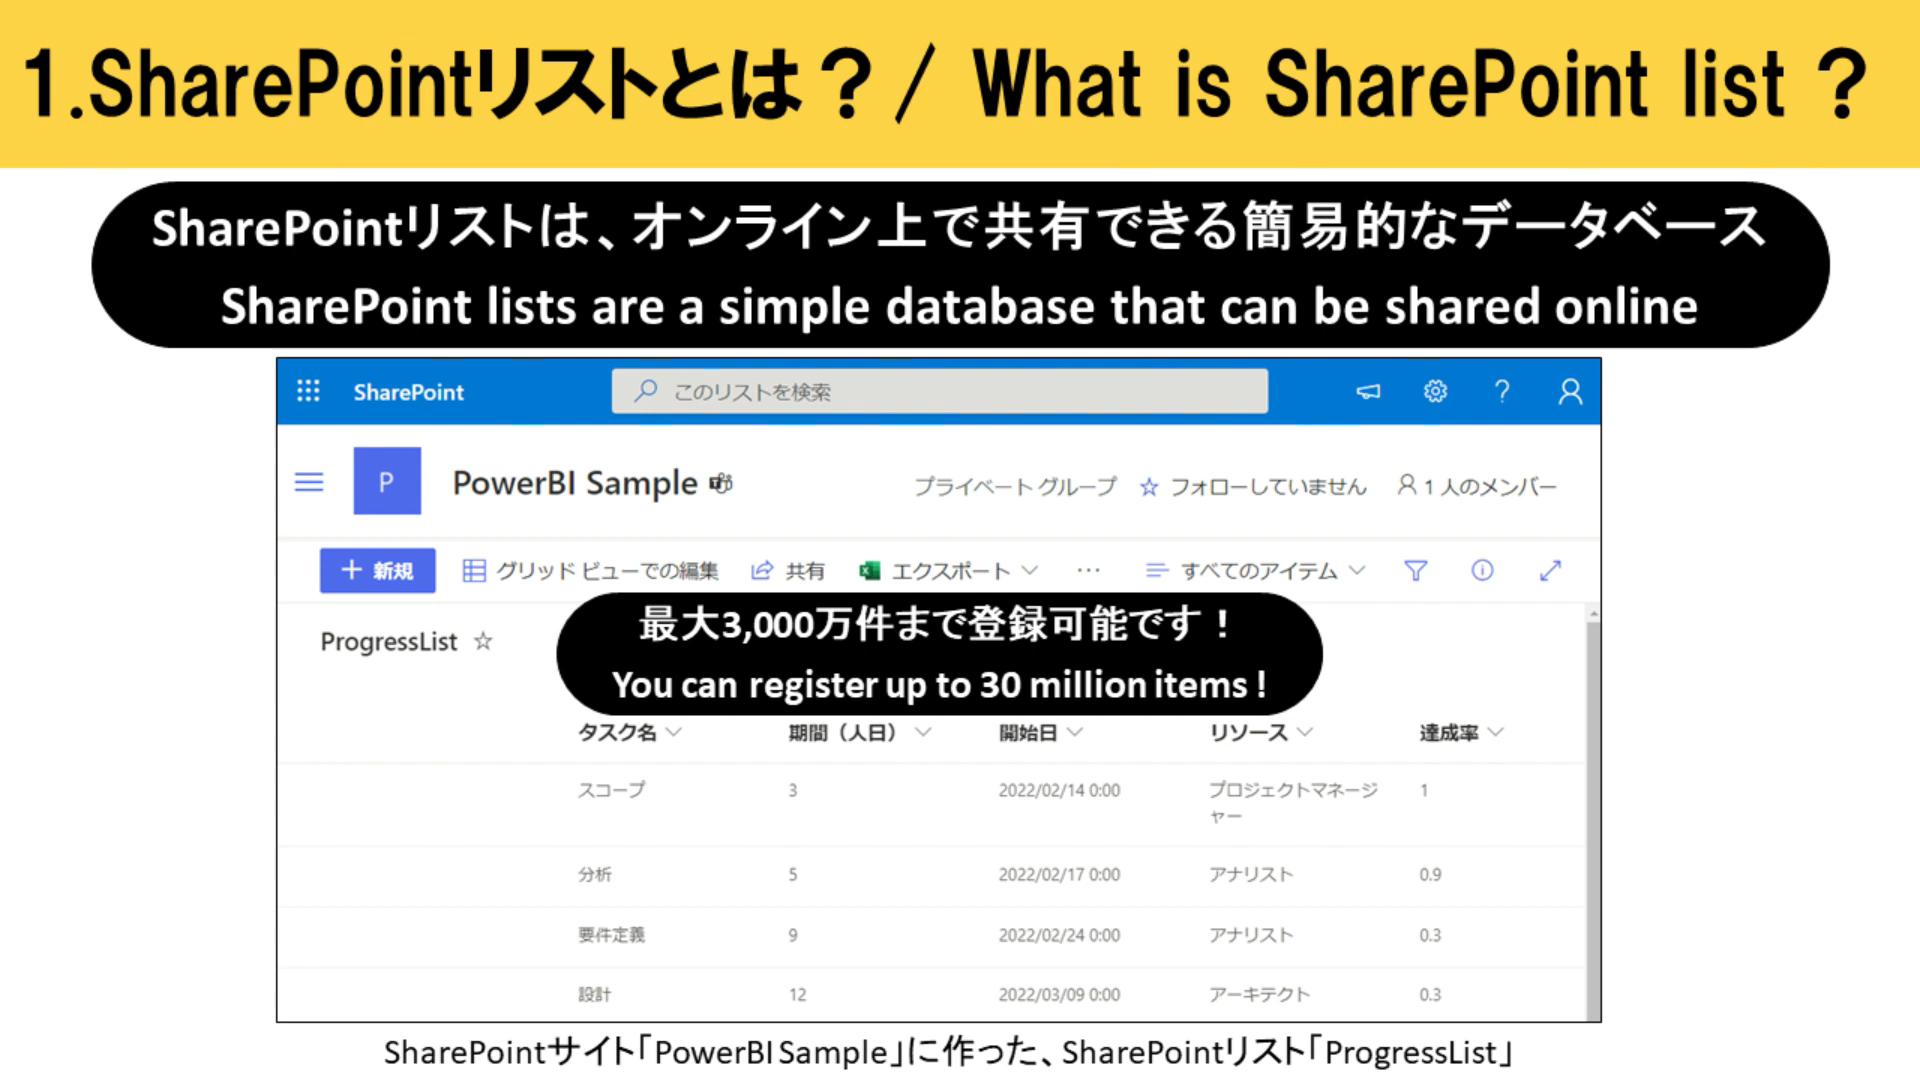 1.SharePointリストとは？/ What is SharePoint list ?
SharePointリストは、オンライン上で共有できる簡易的なデータベース
SharePoint lists are a simple database that can be shared online
SharePoint このリストを検索 ?
P PowerBI Sample プライベート グループ ☆ フォローしていません 1 人のメンバー
+ 新規 グリッド ビューでの編集 共有 エクスポート … すべてのアイテム
最大3,000万件まで登録可能です！
ProgressList ☆
You can register up to 30 million items !
タスク名 期間（人日） 開始日 リソース 達成率
スコープ 3 2022/02/14 0:00 プロジェクトマネージ 1
ャー
分析 5 2022/02/17 0:00 アナリスト 0.9
要件定義 9 2022/02/24 0:00 アナリスト 0.3
設計 12 2022/03/09 0:00 アーキテクト 0.3
SharePointサイト「PowerBI Sample」に作った、SharePointリスト「ProgressList」